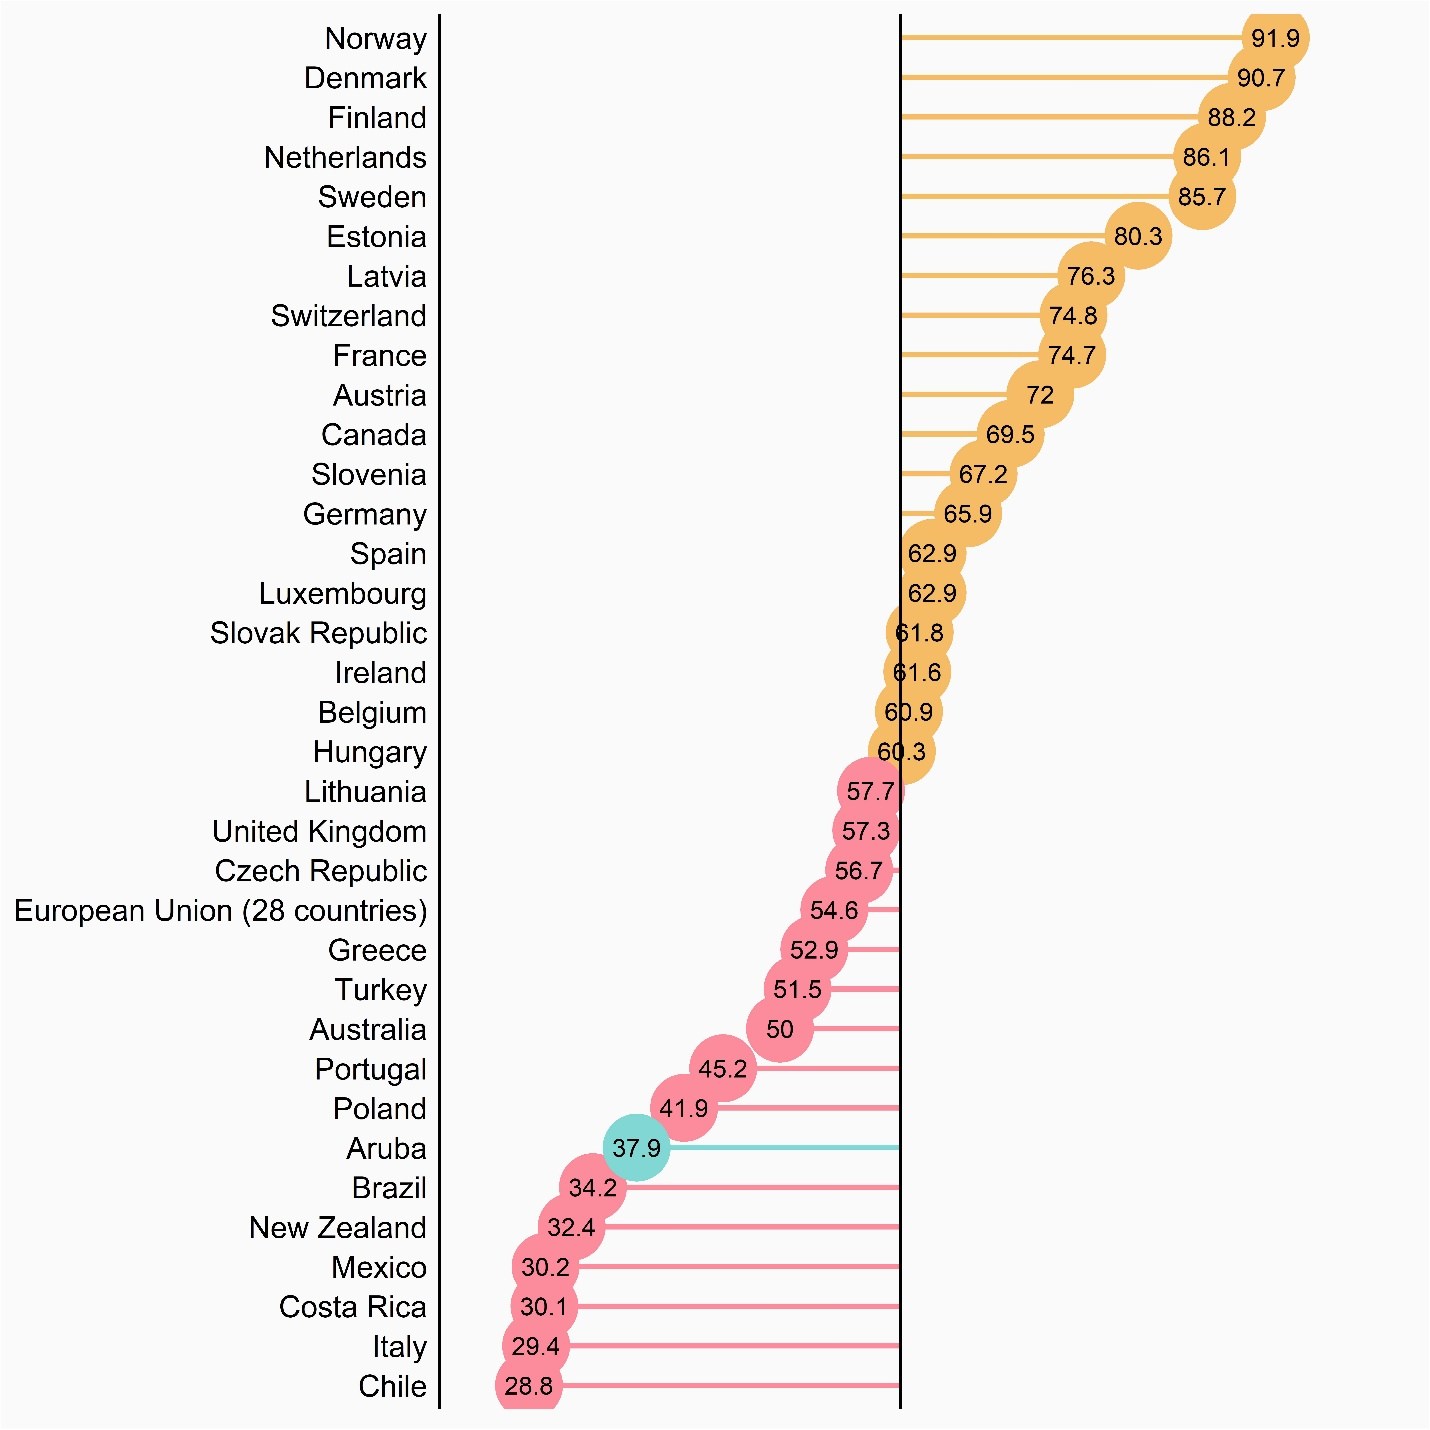 Norway 91.9
Denmark 90.7
Finland 88.2
Netherlands 86.1
Sweden 85.7
Estonia 80.3
Latvia 76.3
Switzerland 74.8
France 74.7
Austria 72
Canada 69.5
Slovenia 67.2
Germany 65.9
Spain 62.9
Luxembourg 62.9
Slovak Republic 61.8
Ireland 61.6
Belgium 60.9
Hungary 60.3
Lithuania 57.7
United Kingdom 57.3
Czech Republic 56.7
European Union (28 countries) 54.6
Greece 52.9
Turkey 51.5
Australia 50
Portugal 45.2
Poland 41.9
Aruba 37.9
Brazil 34.2
New Zealand 32.4
Mexico 30.2
Costa Rica 30.1
Italy 29.4
Chile 28.8